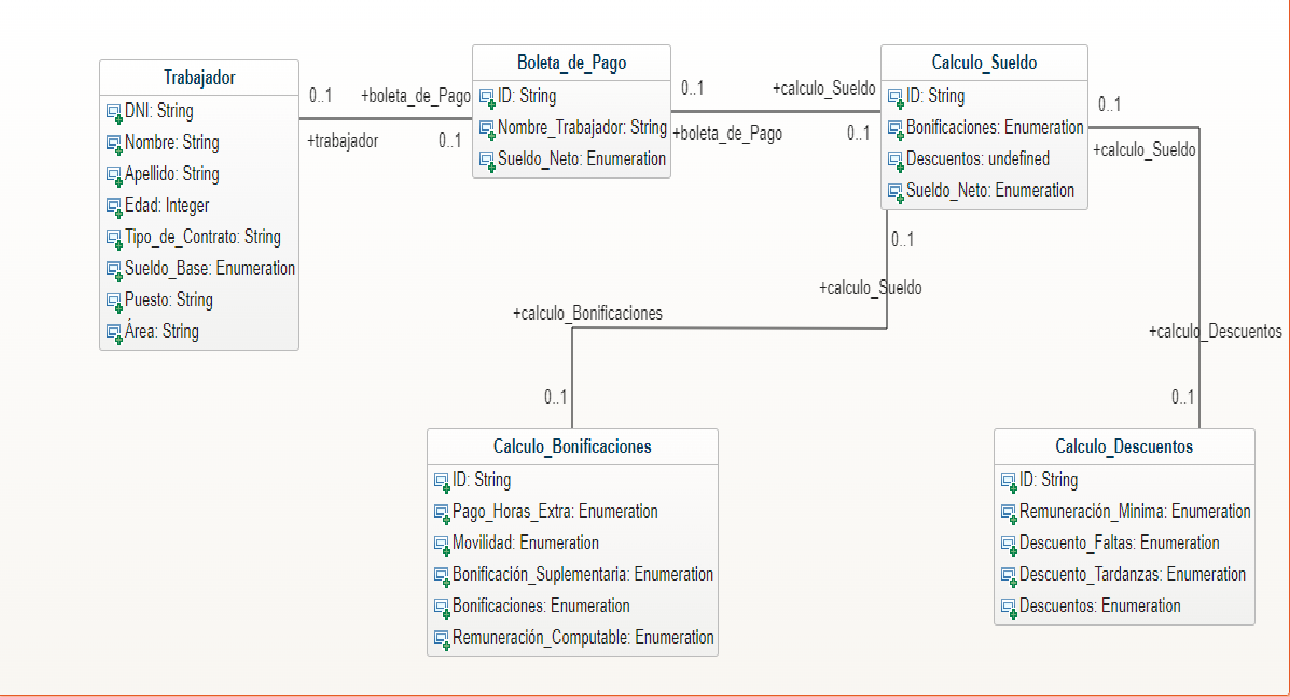 Trabajador
DNI: String
Nombre: String
Apellido: String
Edad: Integer
Tipo_de_Contrato: String
Sueldo_Base: Enumeration
Puesto: String
Área: String
0..1
+boleta_de_Pago
+trabajador
0..1
Boleta_de_Pago
ID: String
Nombre_Trabajador: String
Sueldo_Neto: Enumeration
0..1
+calculo_Sueldo
+boleta_de_Pago
0..1
Calculo_Sueldo
ID: String
Bonificaciones: Enumeration
Descuentos: undefined
Sueldo_Neto: Enumeration
0..1
+calculo_Sueldo
0..1
+calculo_Sueldo
+calculo_Bonificaciones
+calculo_Descuentos
0..1
0..1
Calculo_Bonificaciones
ID: String
Pago_Horas_Extra: Enumeration
Movilidad: Enumeration
Bonificación_Suplementaria: Enumeration
Bonificaciones: Enumeration
Remuneración_Computable: Enumeration
Calculo_Descuentos
ID: String
Remuneración_Minima: Enumeration
Descuento_Faltas: Enumeration
Descuento_Tardanzas: Enumeration
Descuentos: Enumeration